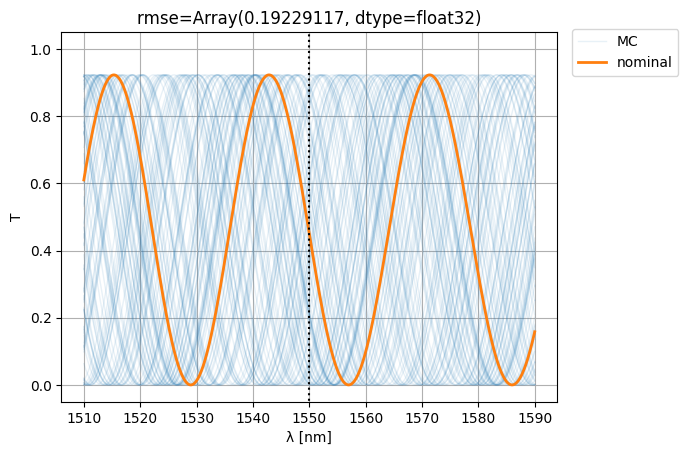 rmse=Array(0.19229117, dtype=float32)
MC
nominal
1.0
0.8
0.6
0.4
0.2
0.0
T
1510 1520 1530 1540 1550 1560 1570 1580 1590
λ [nm]